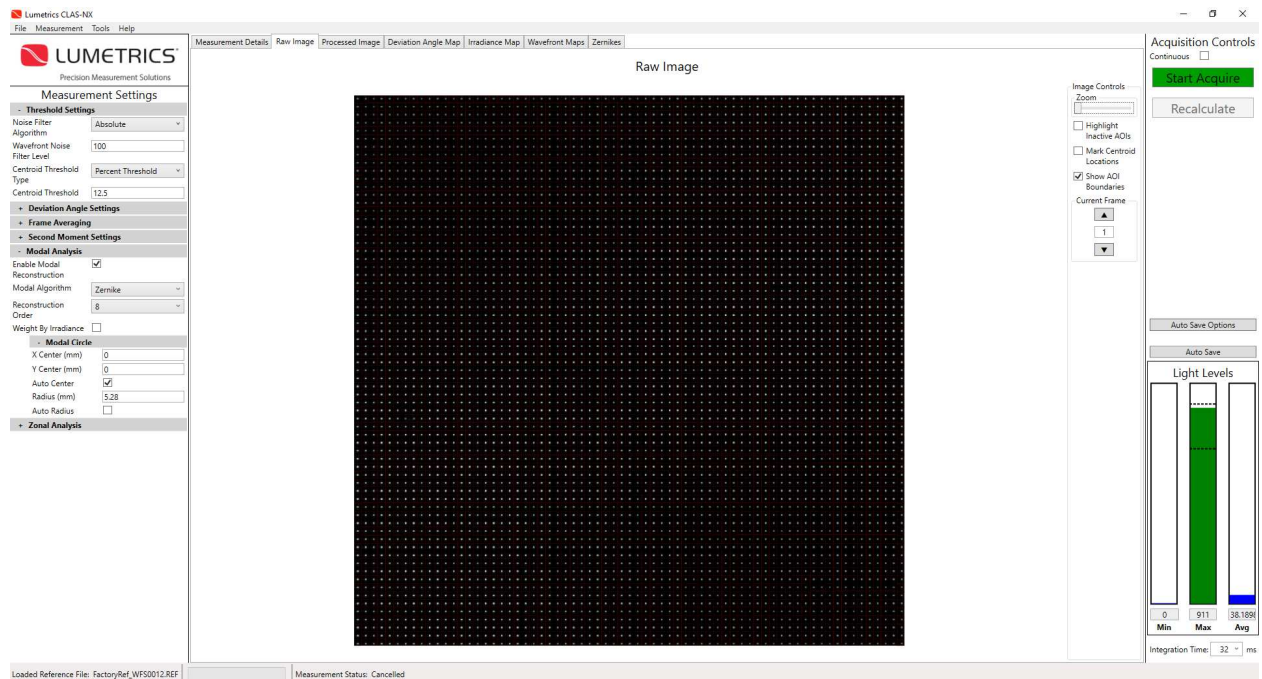 Lumetrics CLAS-NX
File Measurement Tools Help
LUMETRICS
Precision Measurement Solutions
Measurement Settings
- Threshold Settings
Noise Filter
Algorithm
Absolute
Wavefront Noise
Filter Level
100
Centroid Threshold
Type
Percent Threshold
Centroid Threshold
12.5
+ Deviation Angle Settings
+ Frame Averaging
+ Second Moment Settings
- Modal Analysis
Enable Modal
Reconstruction
Modal Algorithm
Zernike
Reconstruction
Order
8
Weight By Irradiance
- Modal Circle
X Center (mm)
0
Y Center (mm)
0
Auto Center
Radius (mm)
5.28
Auto Radius
+ Zonal Analysis
Measurement Details Raw Image Processed Image Deviation Angle Map Irradiance Map Wavefront Maps Zernikes
Raw Image
Image Controls
Zoom
Highlight
Inactive AOIs
Mark Centroid
Locations
Show AOI
Boundaries
Current Frame
1
Acquisition Controls
Continuous
Start Acquire
Recalculate
Auto Save Options
Auto Save
Light Levels
0 911 38.1898
Min Max Avg
Integration Time: 32 ms
Loaded Reference File: FactoryRef_WFS0012.REF
Measurement Status: Cancelled